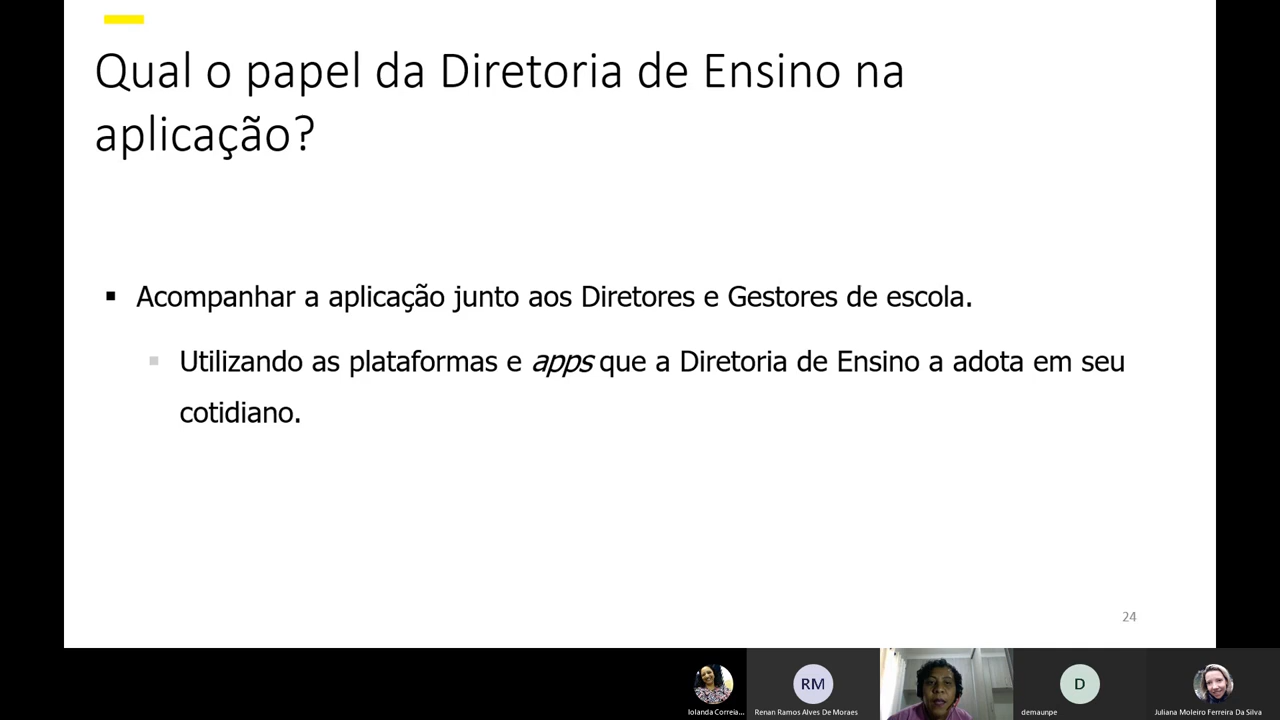 Qual o papel da Diretoria de Ensino na
aplicação?
Acompanhar a aplicação junto aos Diretores e Gestores de escola.
Utilizando as plataformas e apps que a Diretoria de Ensino a adota em seu
cotidiano.
24
RM
D
Iolanda Correia...
Renan Ramos Alves De Moraes
demaunpe
Juliana Moleiro Ferreira Da Silva